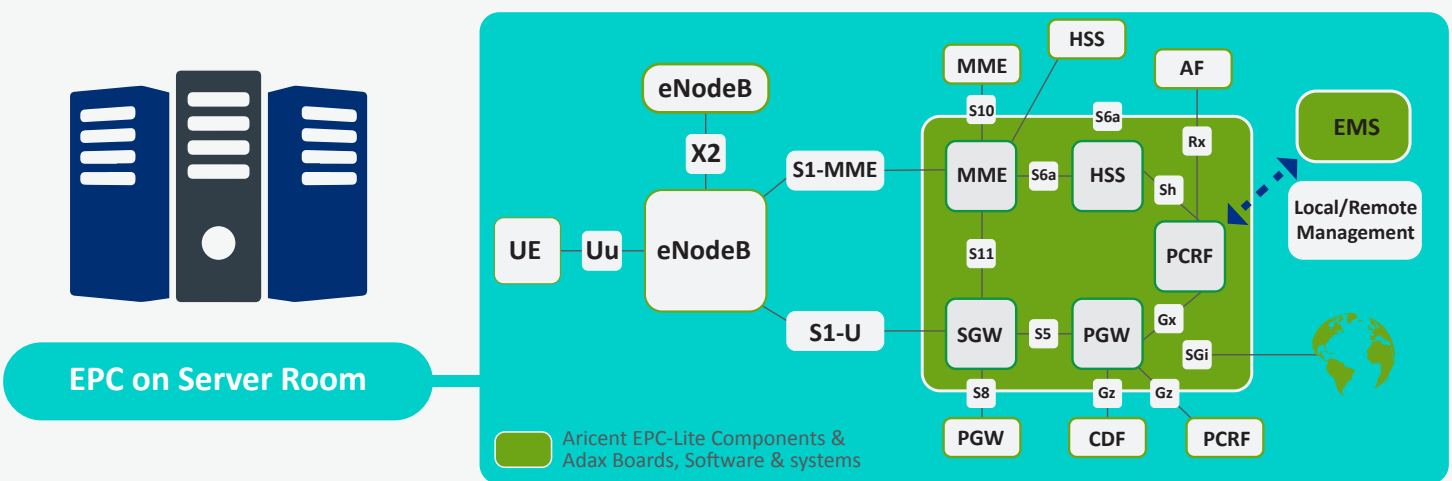 HSS
MME
AF
eNodeB
S10
S6a
EMS
Rx
X2
S1-MME
MME
S6a
HSS
Sh
Local/Remote
Management
UE
Uu
eNodeB
S11
PCRF
Gx
S1-U
SGW
S5
PGW
SGi
EPC on Server Room
S8
Gz
Gz
PGW
CDF
PCRF
Aricent EPC-Lite Components &
Adax Boards, Software & systems